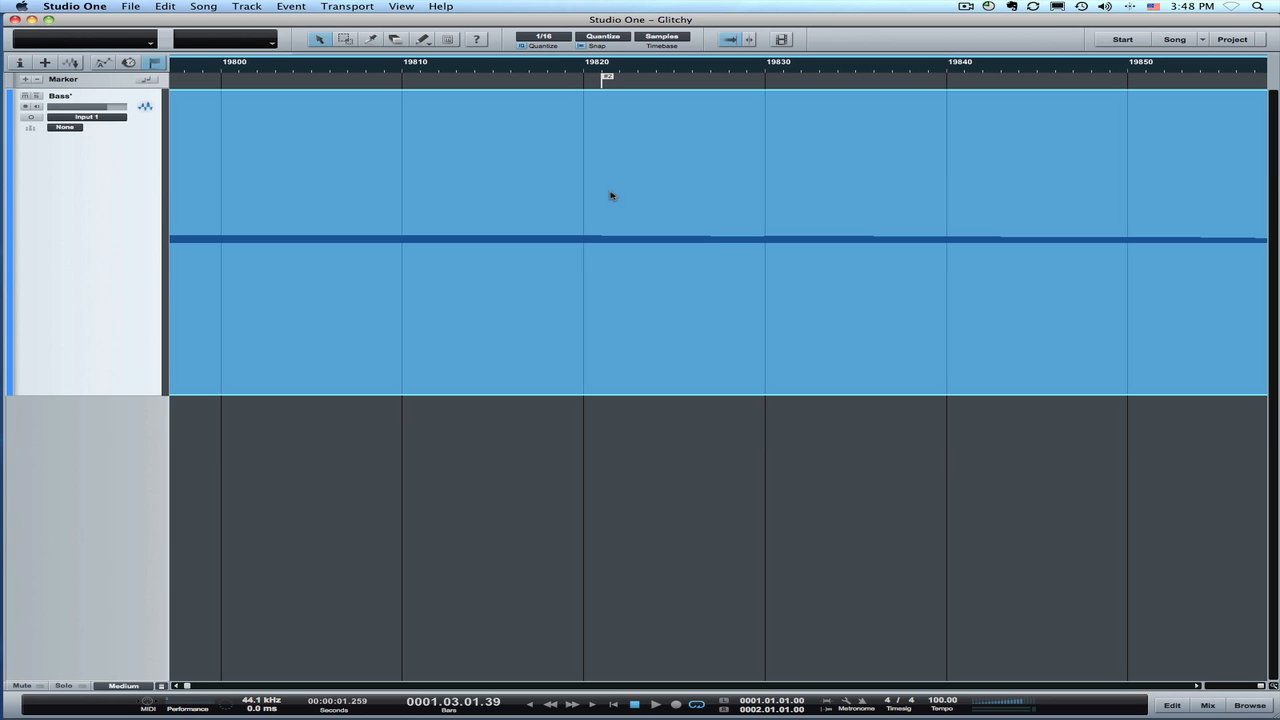 Studio One File Edit Song Track Event Transport View Help 3:48 PM
Studio One – Glitchy
1/16 Quantize Samples
IQ Quantize Snap Timebase
Start Song Project
19800 19810 19820 19830 19840 19850
+ − Marker
#2
M S Bass'
Input 1
None
Mute Solo Medium
MIDI Performance
44.1 kHz
0.0 ms
00:00:01.259
Seconds
0001.03.01.39
Bars
L 0001.01.01.00
R 0002.01.01.00
Metronome
4 / 4
Timesig
100.00
Tempo
Edit Mix Browse